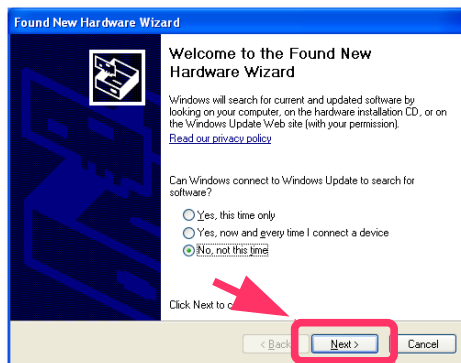 Found New Hardware Wizard
Welcome to the Found New
Hardware Wizard
Windows will search for current and updated software by
looking on your computer, on the hardware installation CD, or on
the Windows Update Web site (with your permission).
Read our privacy policy
Can Windows connect to Windows Update to search for
software?
Yes, this time only
Yes, now and every time I connect a device
No, not this time
Click Next to c
< Back
Next >
Cancel